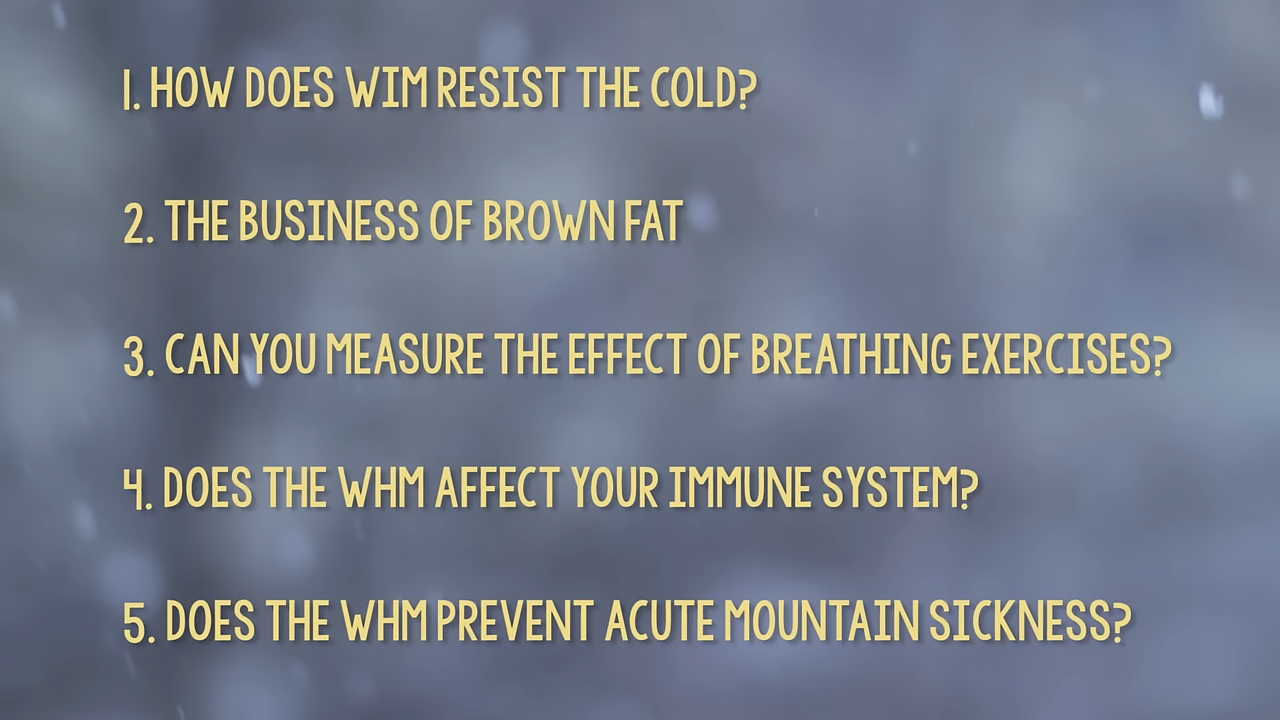 1. HOW DOES WIM RESIST THE COLD?
2. THE BUSINESS OF BROWN FAT
3. CAN YOU MEASURE THE EFFECT OF BREATHING EXERCISES?
4. DOES THE WHM AFFECT YOUR IMMUNE SYSTEM?
5. DOES THE WHM PREVENT ACUTE MOUNTAIN SICKNESS?